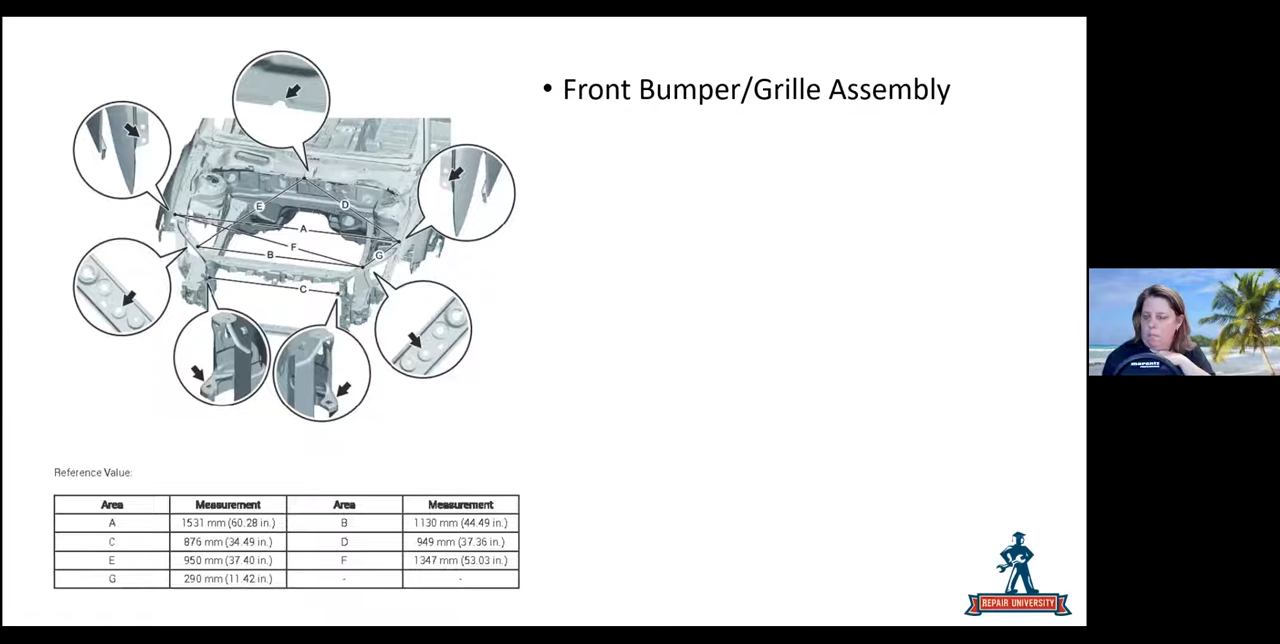 • Front Bumper/Grille Assembly
E
D
A
F
B
G
C
Reference Value:
Area Measurement Area Measurement
A 1531 mm (60.28 in.) B 1130 mm (44.49 in.)
C 876 mm (34.49 in.) D 949 mm (37.36 in.)
E 950 mm (37.40 in.) F 1347 mm (53.03 in.)
G 290 mm (11.42 in.) - -
marantz
REPAIR UNIVERSITY